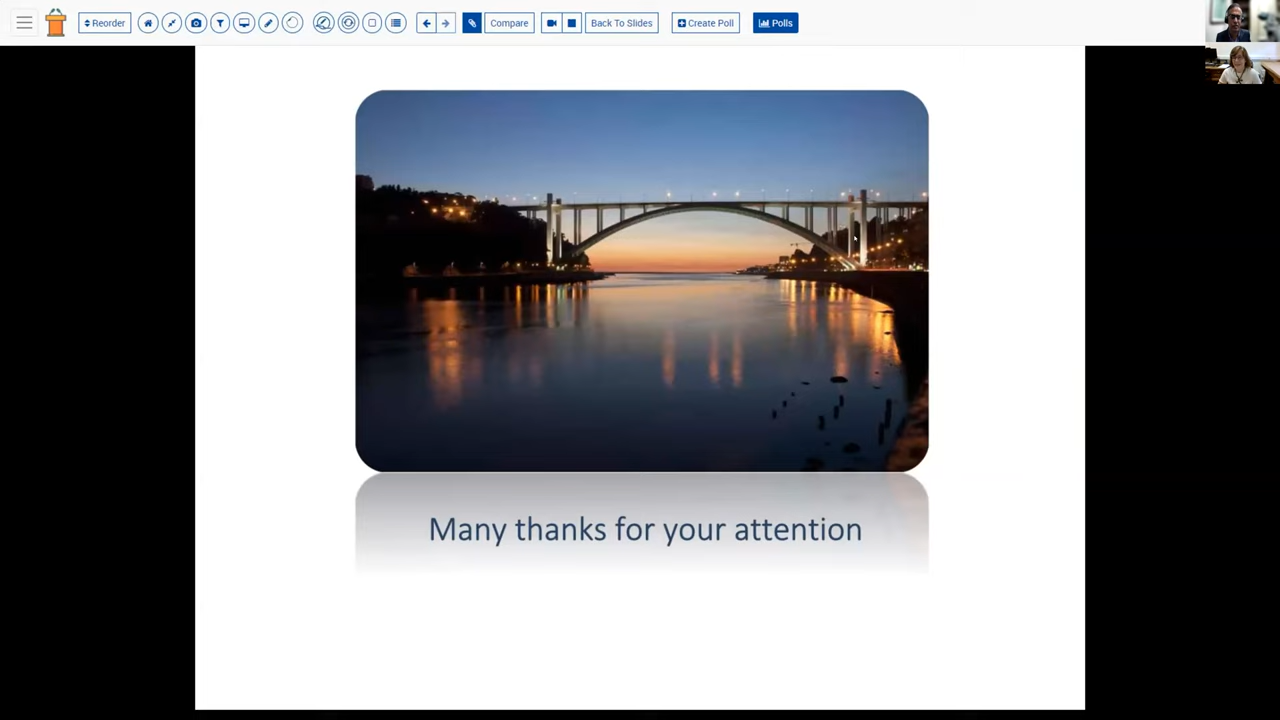 Reorder
Compare
Back To Slides
Create Poll
Polls
Many thanks for your attention